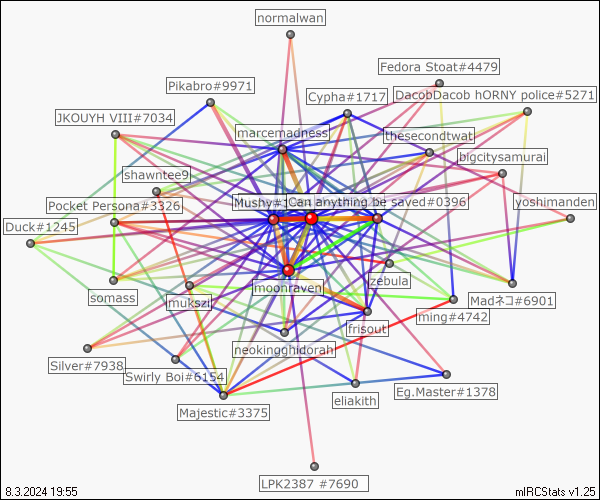 normalwan
Fedora Stoat#4479
Pikabro#9971
Cypha#1717
DacobDacob hORNY police#5271
JKOUYH VIII#7034
marcemadness
thesecondtwat
bigcitysamurai
shawntee9
Pocket Persona#3326
Mushy#
Can anything be saved#0396
yoshimanden
Duck#1245
zebula
moonraven
somass
mukszi
Madネコ#6901
ming#4742
frisout
neokingghidorah
Silver#7938
Swirly Boi#6154
Eg.Master#1378
eliakith
Majestic#3375
LPK2387 #7690
8.3.2024 19:55
mIRCStats v1.25